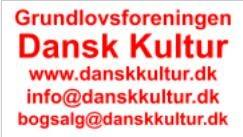 Grundlovsforeningen
Dansk Kultur
www.danskkultur.dk
info@danskkultur.dk
bogsalg@danskkultur.dk